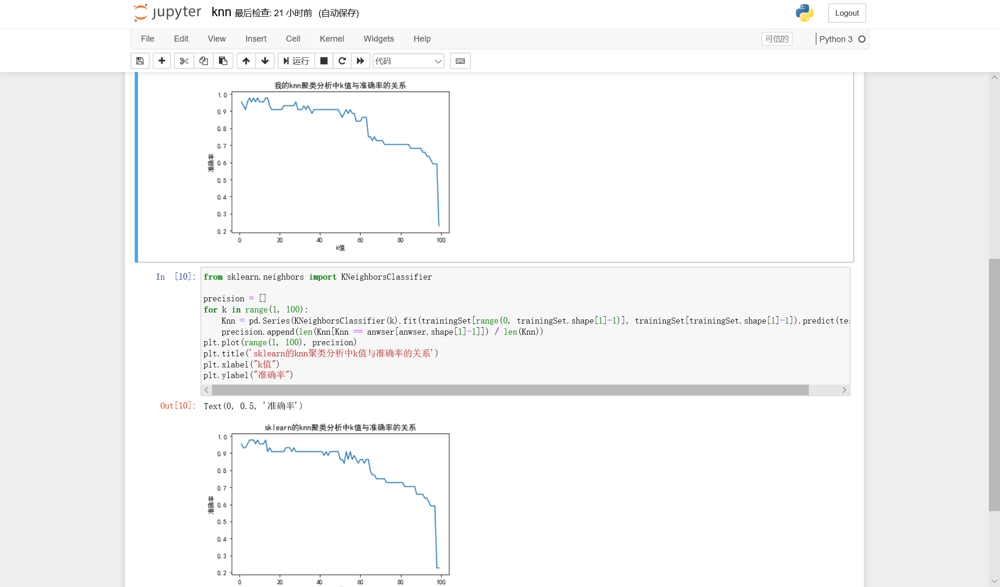 jupyter knn 最后检查: 21 小时前 (自动保存) Logout
File Edit View Insert Cell Kernel Widgets Help 可信的 Python 3
运行 代码
我的knn聚类分析中k值与准确率的关系
1.0
0.9
0.8
0.7
0.6
0.5
0.4
0.3
0.2
准确率
0 20 40 60 80 100
k值
In [10]:
from sklearn.neighbors import KNeighborsClassifier
precision = []
for k in range(1, 100):
    Knn = pd.Series(KNeighborsClassifier(k).fit(trainingSet[range(0, trainingSet.shape[1]-1)], trainingSet[trainingSet.shape[1]-1]).predict(te
    precision.append(len(Knn[Knn == anwser[anwser.shape[1]-1]]) / len(Knn))
plt.plot(range(1, 100), precision)
plt.title('sklearn的knn聚类分析中k值与准确率的关系')
plt.xlabel("k值")
plt.ylabel("准确率")
Out[10]: Text(0, 0.5, '准确率')
sklearn的knn聚类分析中k值与准确率的关系
1.0
0.9
0.8
0.7
0.6
0.5
0.4
0.3
0.2
准确率
0 20 40 60 80 100